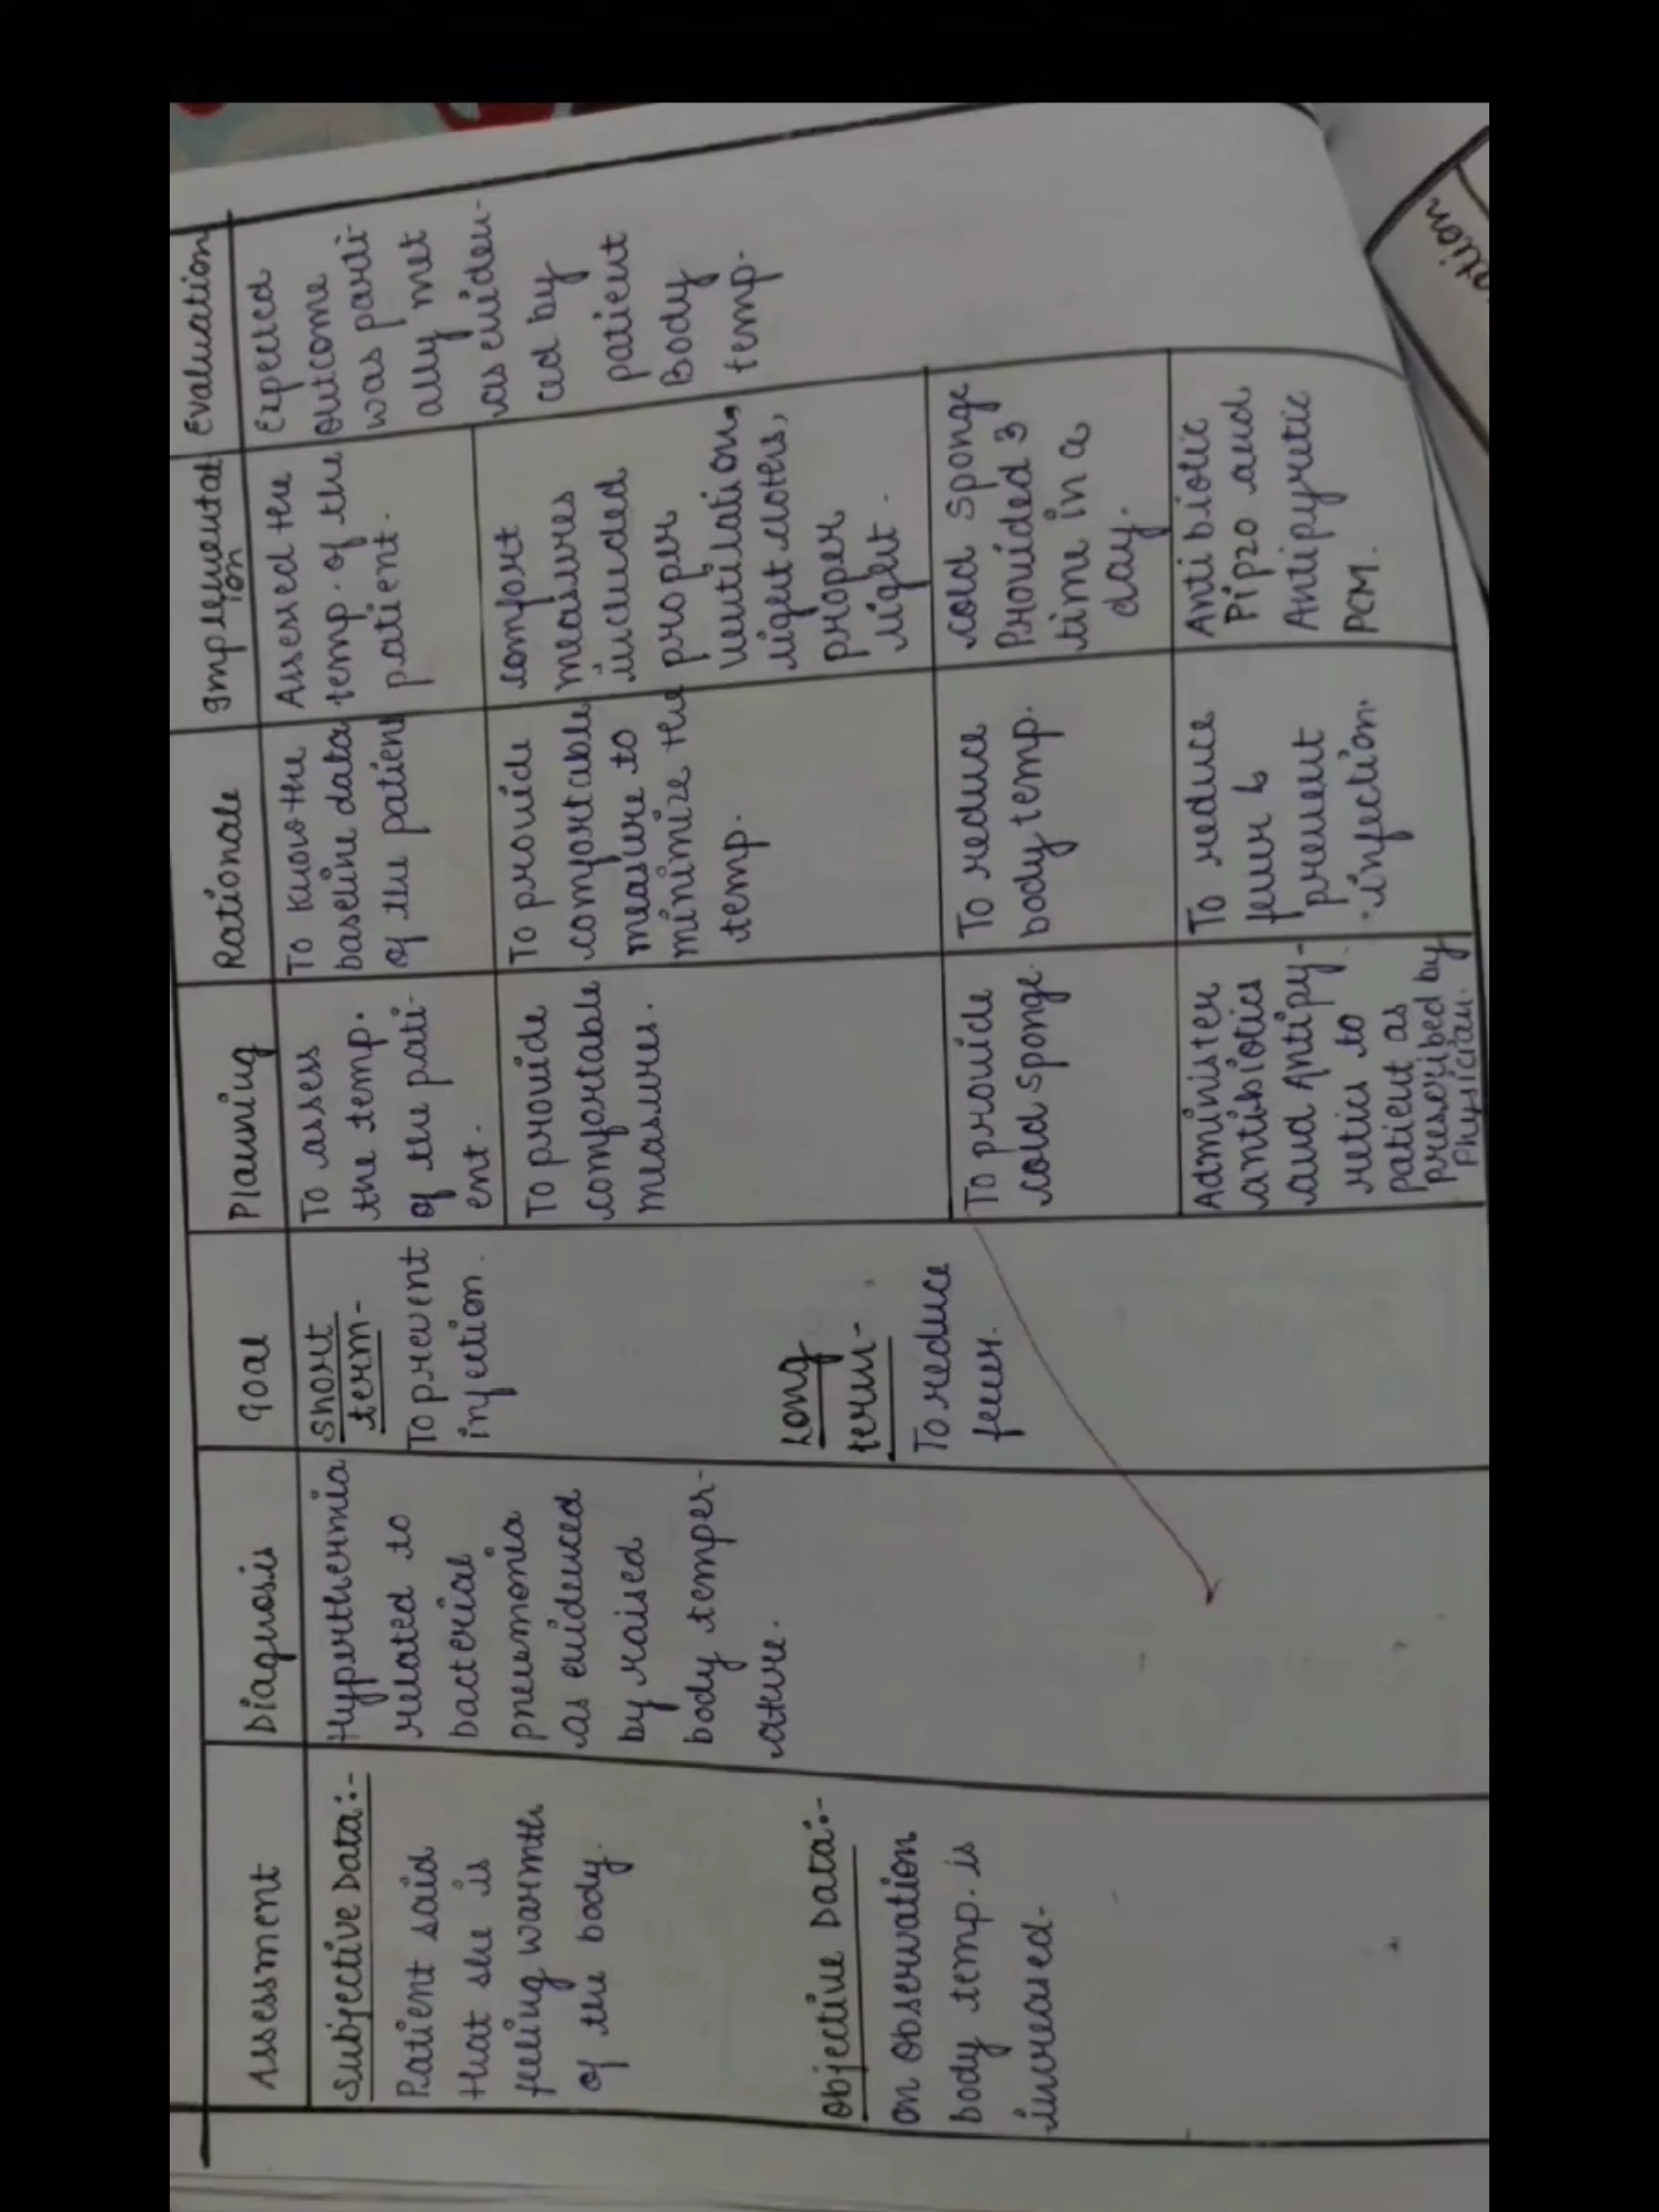 Assessment
Subjective Data:-
Patient said
that she is
feeling warmth
of the body.
Objective Data:-
on observation
body temp. is
increased.
Diagnosis
Hyperthermia
related to
bacterial
pneumonia
as evidenced
by raised
body temper-
ature.
Goal
Short
term-
To prevent
infection.
Long
term-
To reduce
fever.
Planning
To assess
the temp.
of the pati-
ent.
To provide
comfortable
measures.
To provide
cold sponge.
Administer
antibiotics
and Antipy-
retics to
patient as
prescribed by
Physician.
Rationale
To know the
baseline data
of the patient
To provide
comfortable
measure to
minimize the
temp.
To reduce
body temp.
To reduce
fever &
prevent
infection.
Implementat
ion
Assessed the
temp. of the
patient.
comfort
measures
included
proper
ventilation,
light clothes,
proper
light.
cold sponge
Provided 3
time in a
day.
Antibiotic
Pipzo and
Antipyretic
PCM.
Evaluation
Expected
outcome
was parti-
ally met
as eviden-
ced by
patient
Body
temp.
ation